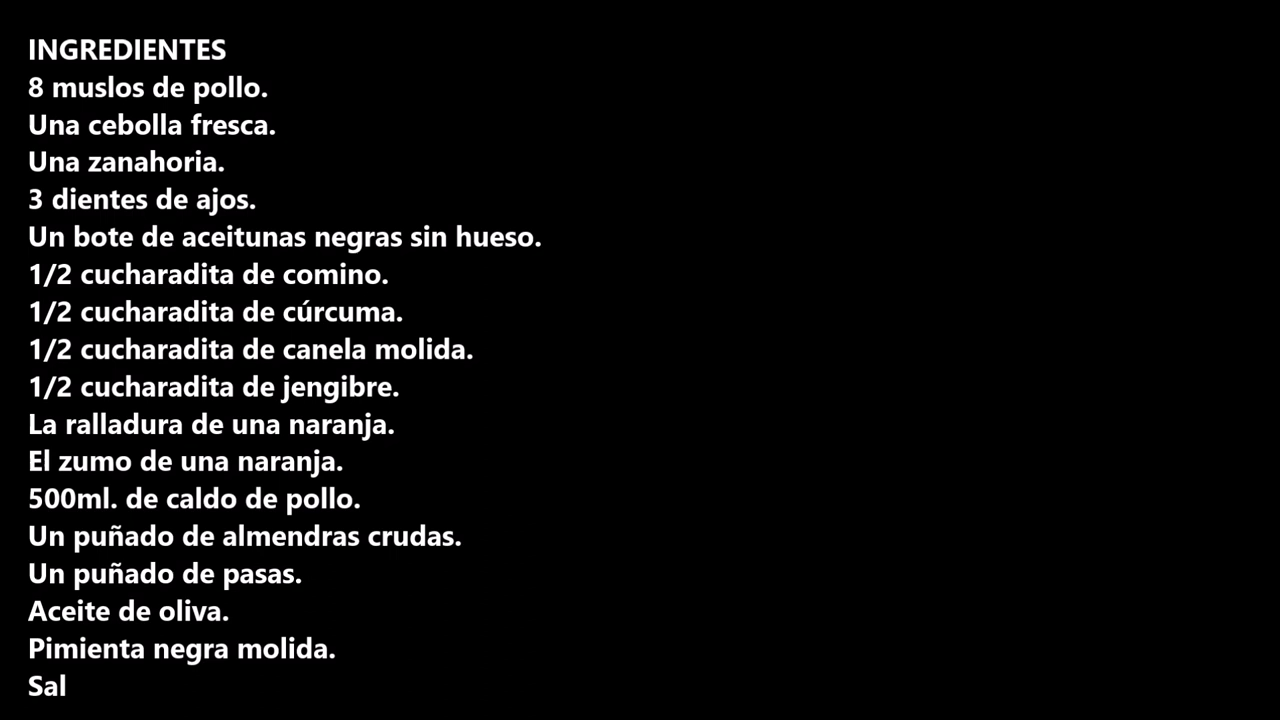 INGREDIENTES
8 muslos de pollo.
Una cebolla fresca.
Una zanahoria.
3 dientes de ajos.
Un bote de aceitunas negras sin hueso.
1/2 cucharadita de comino.
1/2 cucharadita de cúrcuma.
1/2 cucharadita de canela molida.
1/2 cucharadita de jengibre.
La ralladura de una naranja.
El zumo de una naranja.
500ml. de caldo de pollo.
Un puñado de almendras crudas.
Un puñado de pasas.
Aceite de oliva.
Pimienta negra molida.
Sal